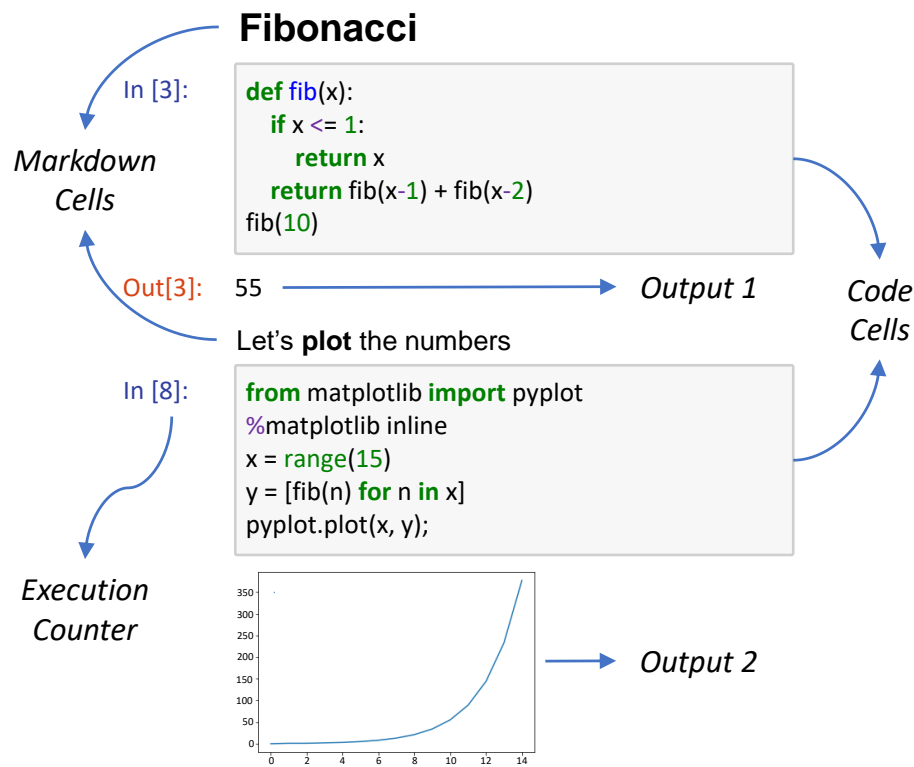 Fibonacci
In [3]:
def fib(x):
if x <= 1:
return x
return fib(x-1) + fib(x-2)
fib(10)
Markdown
Cells
Out[3]: 55
Output 1
Code
Cells
Let's plot the numbers
In [8]:
from matplotlib import pyplot
%matplotlib inline
x = range(15)
y = [fib(n) for n in x]
pyplot.plot(x, y);
Execution
Counter
350
300
250
200
150
100
50
0
0 2 4 6 8 10 12 14
Output 2